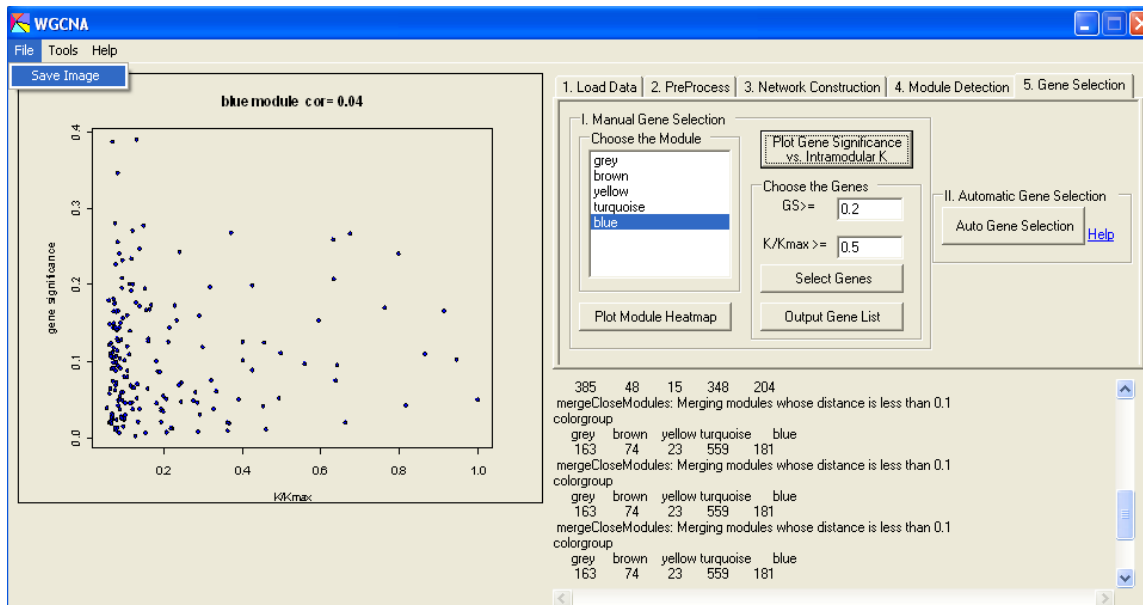 WGCNA
File Tools Help
Save Image
blue module cor= 0.04
gene significance
0.4
0.3
0.2
0.1
0.0
0.2 0.4 0.6 0.8 1.0
K/Kmax
1. Load Data 2. PreProcess 3. Network Construction 4. Module Detection 5. Gene Selection
I. Manual Gene Selection
Choose the Module
grey
brown
yellow
turquoise
blue
Plot Module Heatmap
Plot Gene Significance
vs. Intramodular K
Choose the Genes
GS>= 0.2
K/Kmax >= 0.5
Select Genes
Output Gene List
II. Automatic Gene Selection
Auto Gene Selection Help
385 48 15 348 204
mergeCloseModules: Merging modules whose distance is less than 0.1
colorgroup
grey brown yellow turquoise blue
163 74 23 559 181
mergeCloseModules: Merging modules whose distance is less than 0.1
colorgroup
grey brown yellow turquoise blue
163 74 23 559 181
mergeCloseModules: Merging modules whose distance is less than 0.1
colorgroup
grey brown yellow turquoise blue
163 74 23 559 181